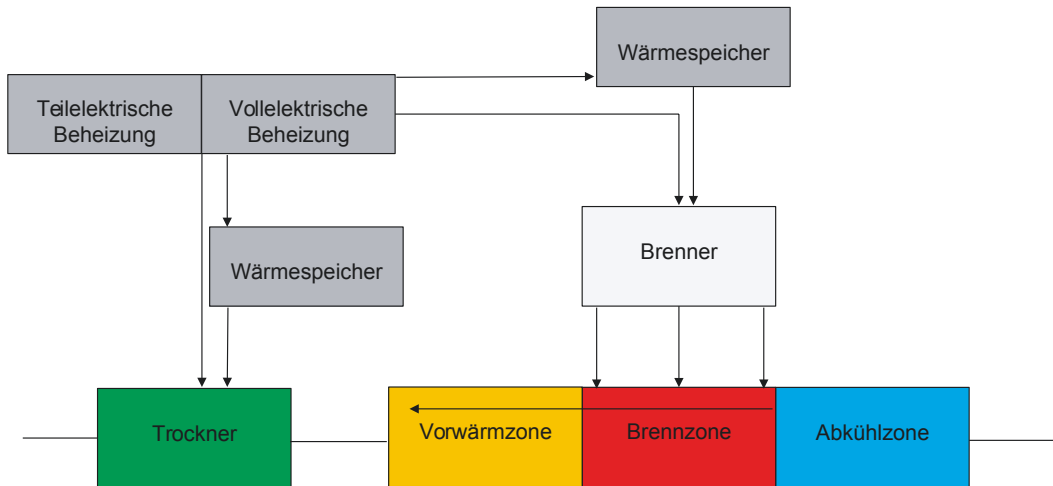 Wärmespeicher
Teilelektrische
Beheizung
Vollelektrische
Beheizung
Wärmespeicher
Brenner
Trockner
Vorwärmzone
Brennzone
Abkühlzone